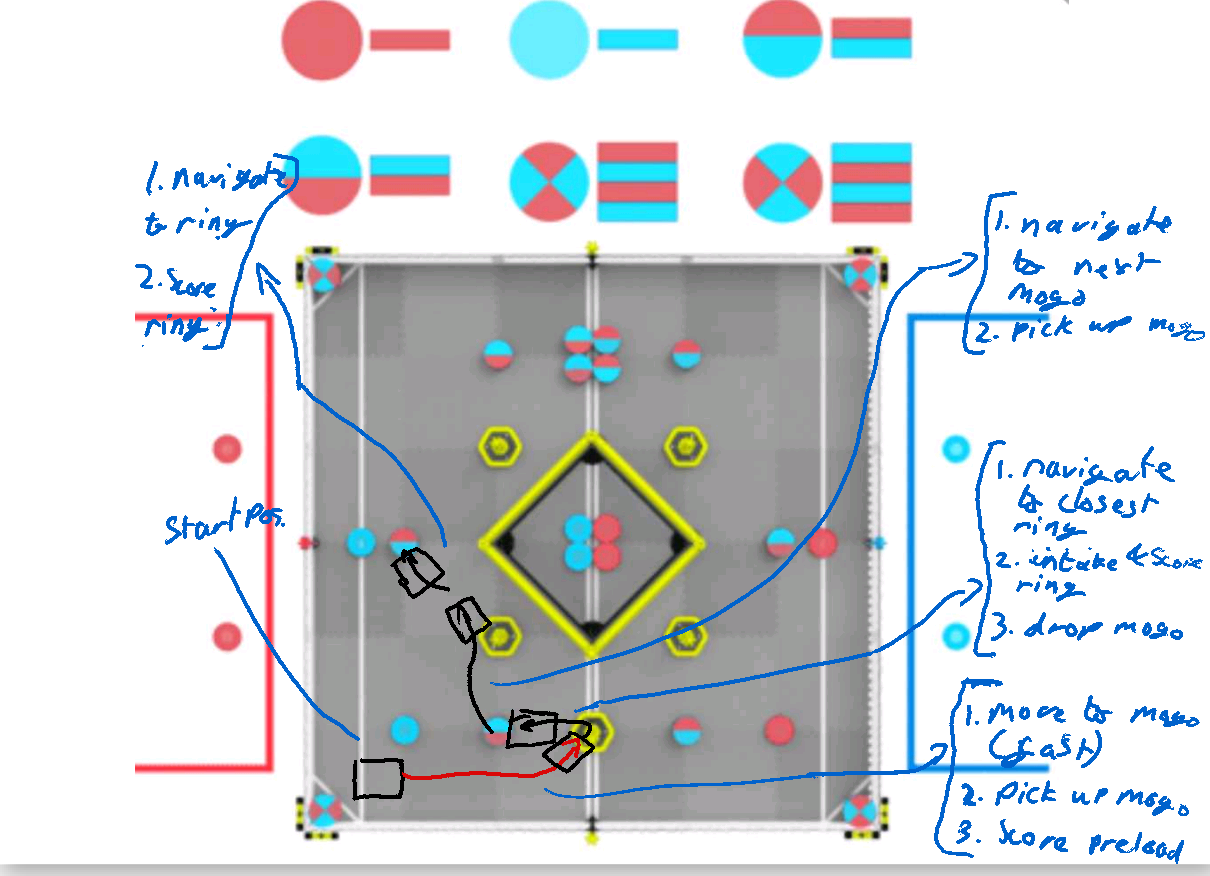 1. navigate
to ring
2. Score
ring
Start Pos.
1. navigate
to next
mogo
2. pick up mogo
1. navigate
to closest
ring
2. intake & Score
ring
3. drop mogo
1. move to mogo
(fast)
2. Pick up mogo
3. Score preload